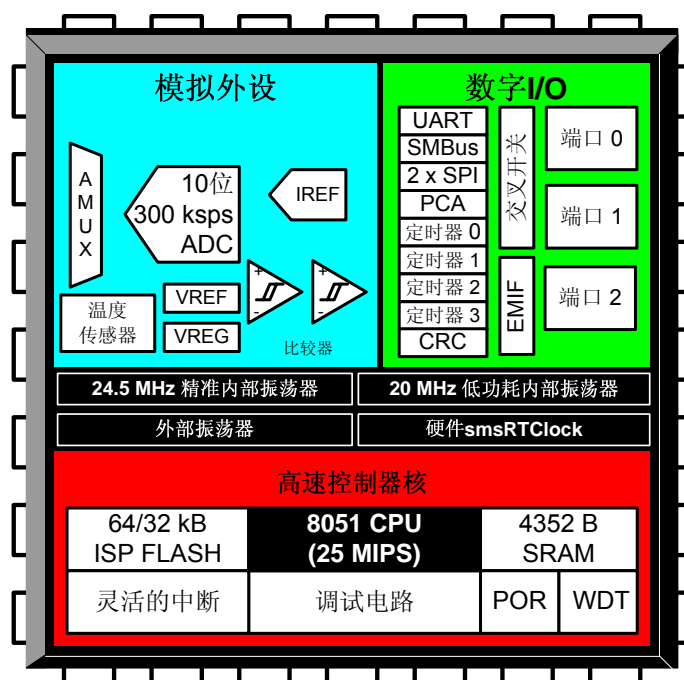 模拟外设
A
M
U
X
10位
300 ksps
ADC
IREF
温度
传感器
VREF
VREG
+
-
+
-
比较器
数字I/O
UART
SMBus
2 x SPI
PCA
定时器 0
定时器 1
定时器 2
定时器 3
CRC
交叉开关
EMIF
端口 0
端口 1
端口 2
24.5 MHz 精准内部振荡器
20 MHz 低功耗内部振荡器
外部振荡器
硬件smsRTClock
高速控制器核
64/32 kB
ISP FLASH
8051 CPU
(25 MIPS)
4352 B
SRAM
灵活的中断
调试电路
POR
WDT